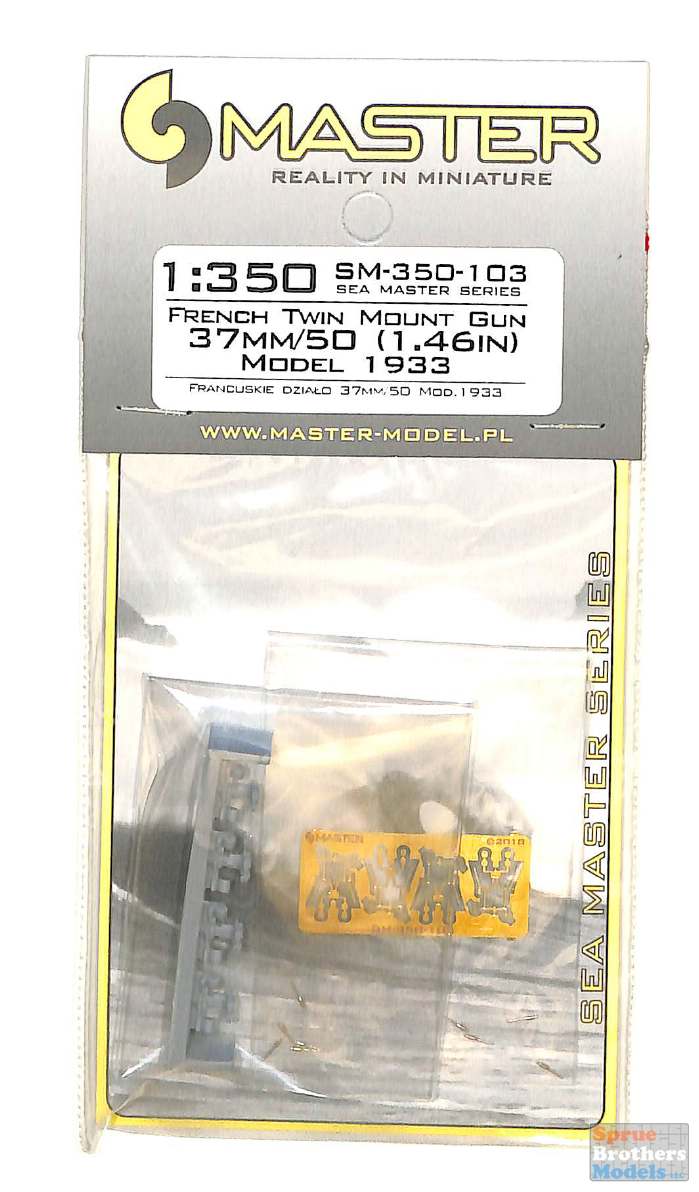 MASTER
REALITY IN MINIATURE
1:350 SM-350-103
SEA MASTER SERIES
FRENCH TWIN MOUNT GUN
37MM/50 (1.46IN)
MODEL 1933
FRANCUSKIE DZIAŁO 37MM/50 MOD.1933
WWW.MASTER-MODEL.PL
SEA MASTER SERIES
MASTER ©2018
Sprue
Brothers
Models LLC